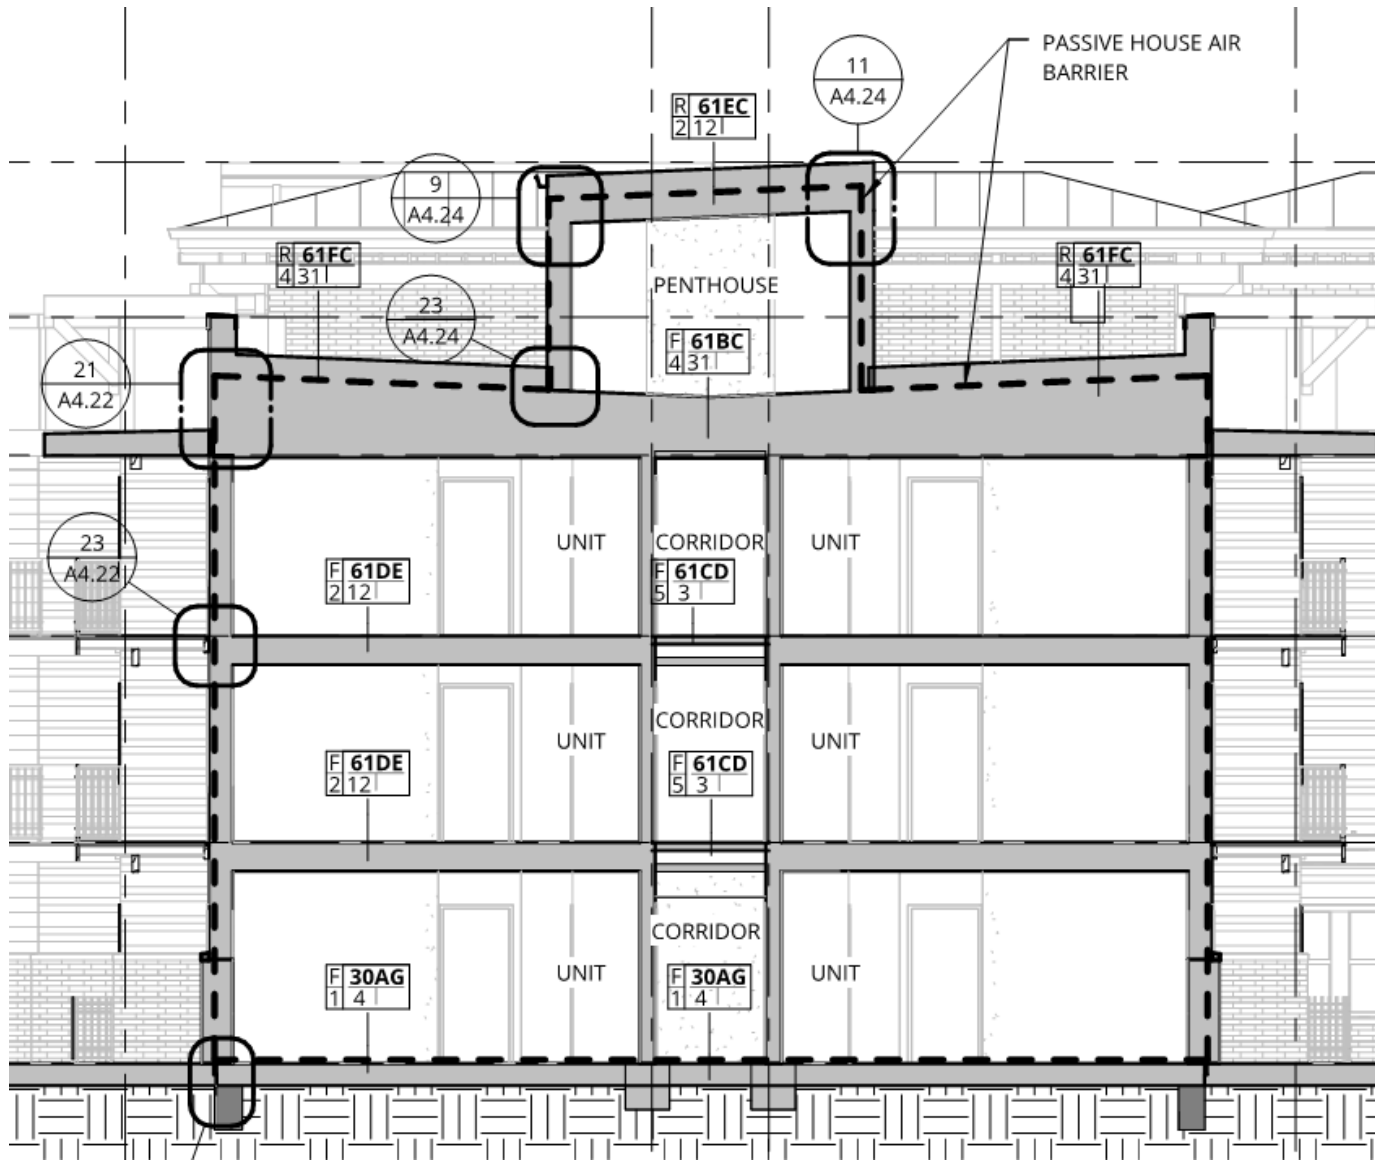 PASSIVE HOUSE AIR
BARRIER
11
A4.24
R 61EC
2 12
9
A4.24
R 61FC
4 31
R 61FC
4 31
PENTHOUSE
23
A4.24
F 61BC
4 31
21
A4.22
23
A4.22
UNIT
CORRIDOR
UNIT
F 61DE
2 12
F 61CD
5 3
CORRIDOR
UNIT
UNIT
F 61DE
2 12
F 61CD
5 3
CORRIDOR
UNIT
UNIT
F 30AG
1 4
F 30AG
1 4